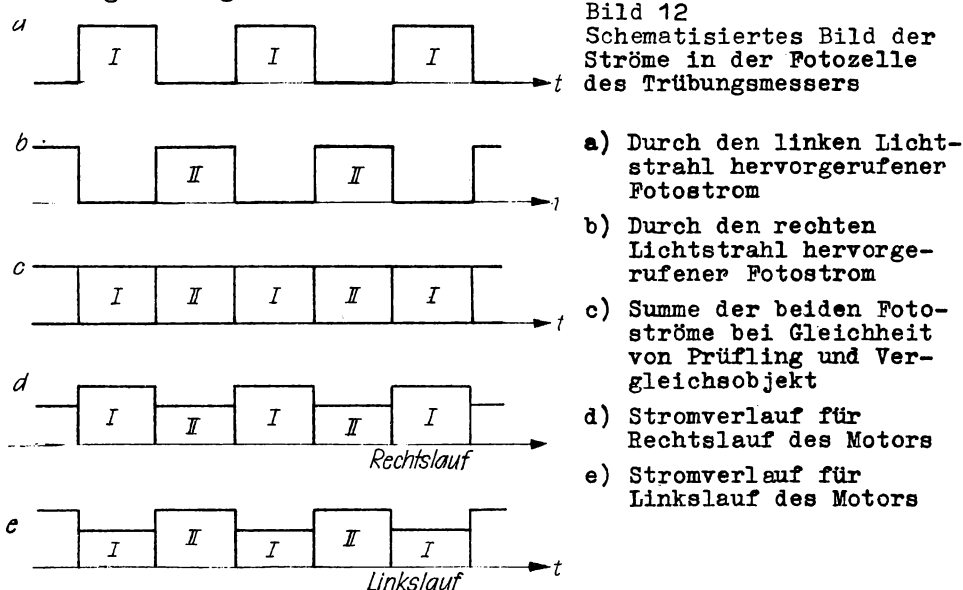 Bild 12
Schematisiertes Bild der
Ströme in der Fotozelle
des Trübungsmessers
a) Durch den linken Licht-
strahl hervorgerufener
Fotostrom
b) Durch den rechten
Lichtstrahl hervorge-
rufener Fotostrom
c) Summe der beiden Foto-
ströme bei Gleichheit
von Prüfling und Ver-
gleichsobjekt
d) Stromverlauf für
Rechtslauf des Motors
e) Stromverlauf für
Linkslauf des Motors
a
I I I
t
b
II II
c
I II I II I
t
d
I II I II I
Rechtslauf
e
I II I II I
t
Linkslauf